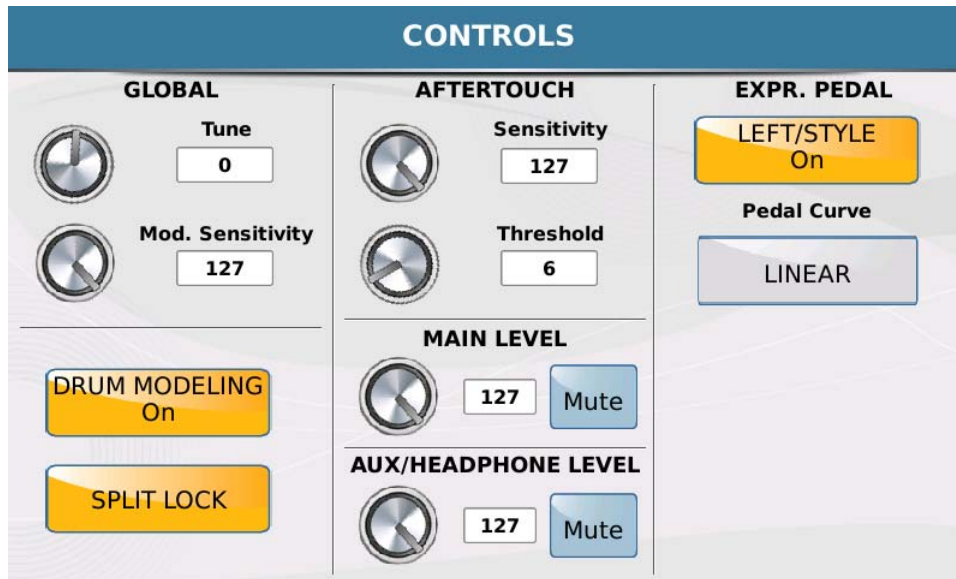 CONTROLS
GLOBAL
Tune
0
Mod. Sensitivity
127
DRUM MODELING
On
SPLIT LOCK
AFTERTOUCH
Sensitivity
127
Threshold
6
MAIN LEVEL
127
Mute
AUX/HEADPHONE LEVEL
127
Mute
EXPR. PEDAL
LEFT/STYLE
On
Pedal Curve
LINEAR